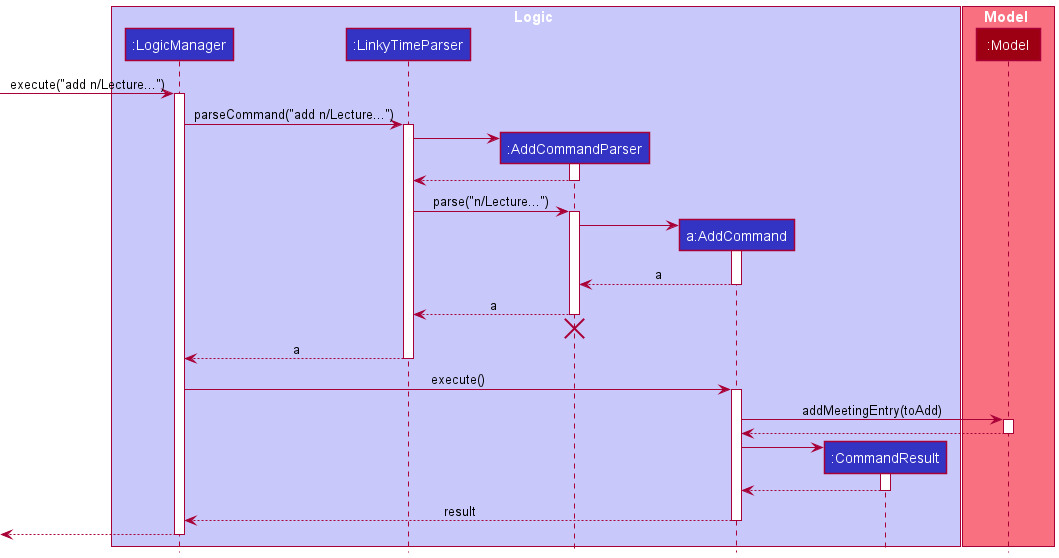 Logic
Model
:LogicManager
:LinkyTimeParser
:Model
execute("add n/Lecture...")
parseCommand("add n/Lecture...")
:AddCommandParser
parse("n/Lecture...")
a:AddCommand
a
a
a
execute()
addMeetingEntry(toAdd)
:CommandResult
result